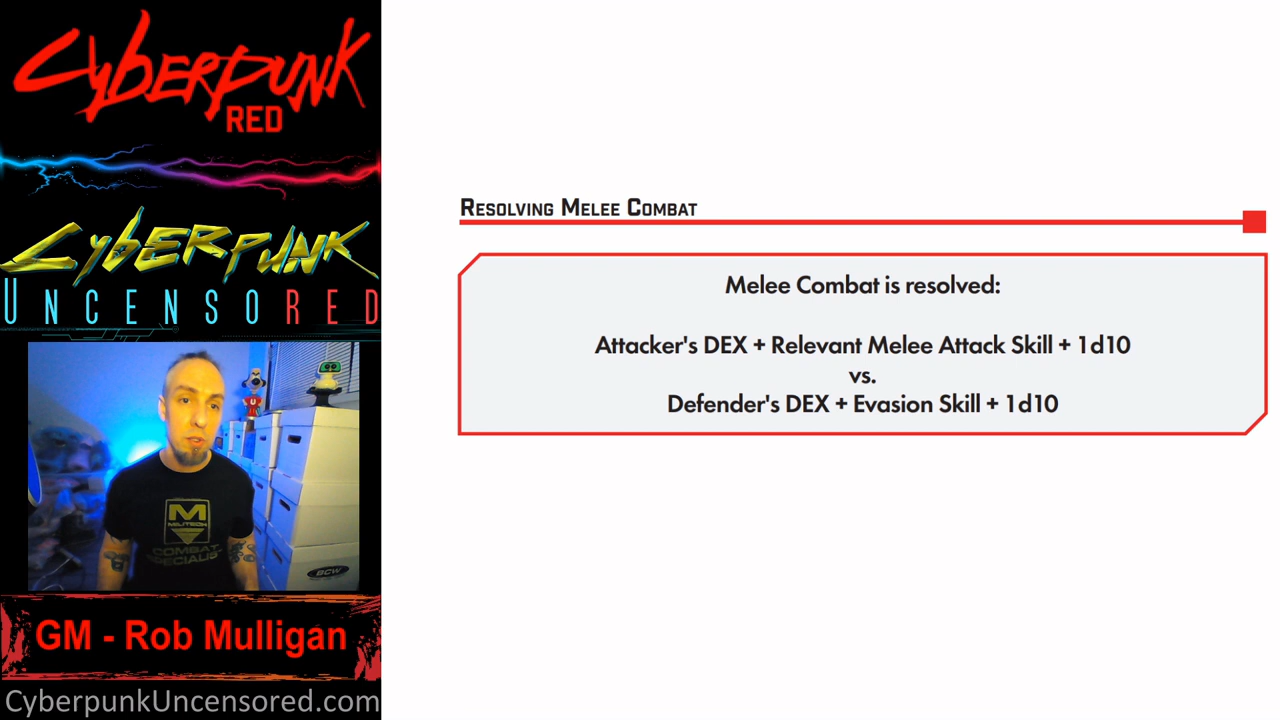 CYBERPUNK
RED
CYBERPUNK
UNCENSORED
M
MILITECH
COMBAT
SPECIALIST
BCW
GM - Rob Mulligan
CyberpunkUncensored.com
RESOLVING MELEE COMBAT
Melee Combat is resolved:
Attacker's DEX + Relevant Melee Attack Skill + 1d10
vs.
Defender's DEX + Evasion Skill + 1d10